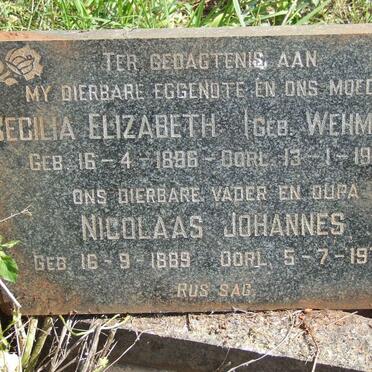 TER GEDAGTENIS AAN
MY DIERBARE EGGENOTE EN ONS MOED
CECILIA ELIZABETH (GEB. WEHM
GEB. 16-4-1886 OORL. 13-1-19
ONS DIERBARE VADER EN OUPA
NICOLAAS JOHANNES
GEB. 16-9-1889 OORL. 5-7-19
RUS SAG